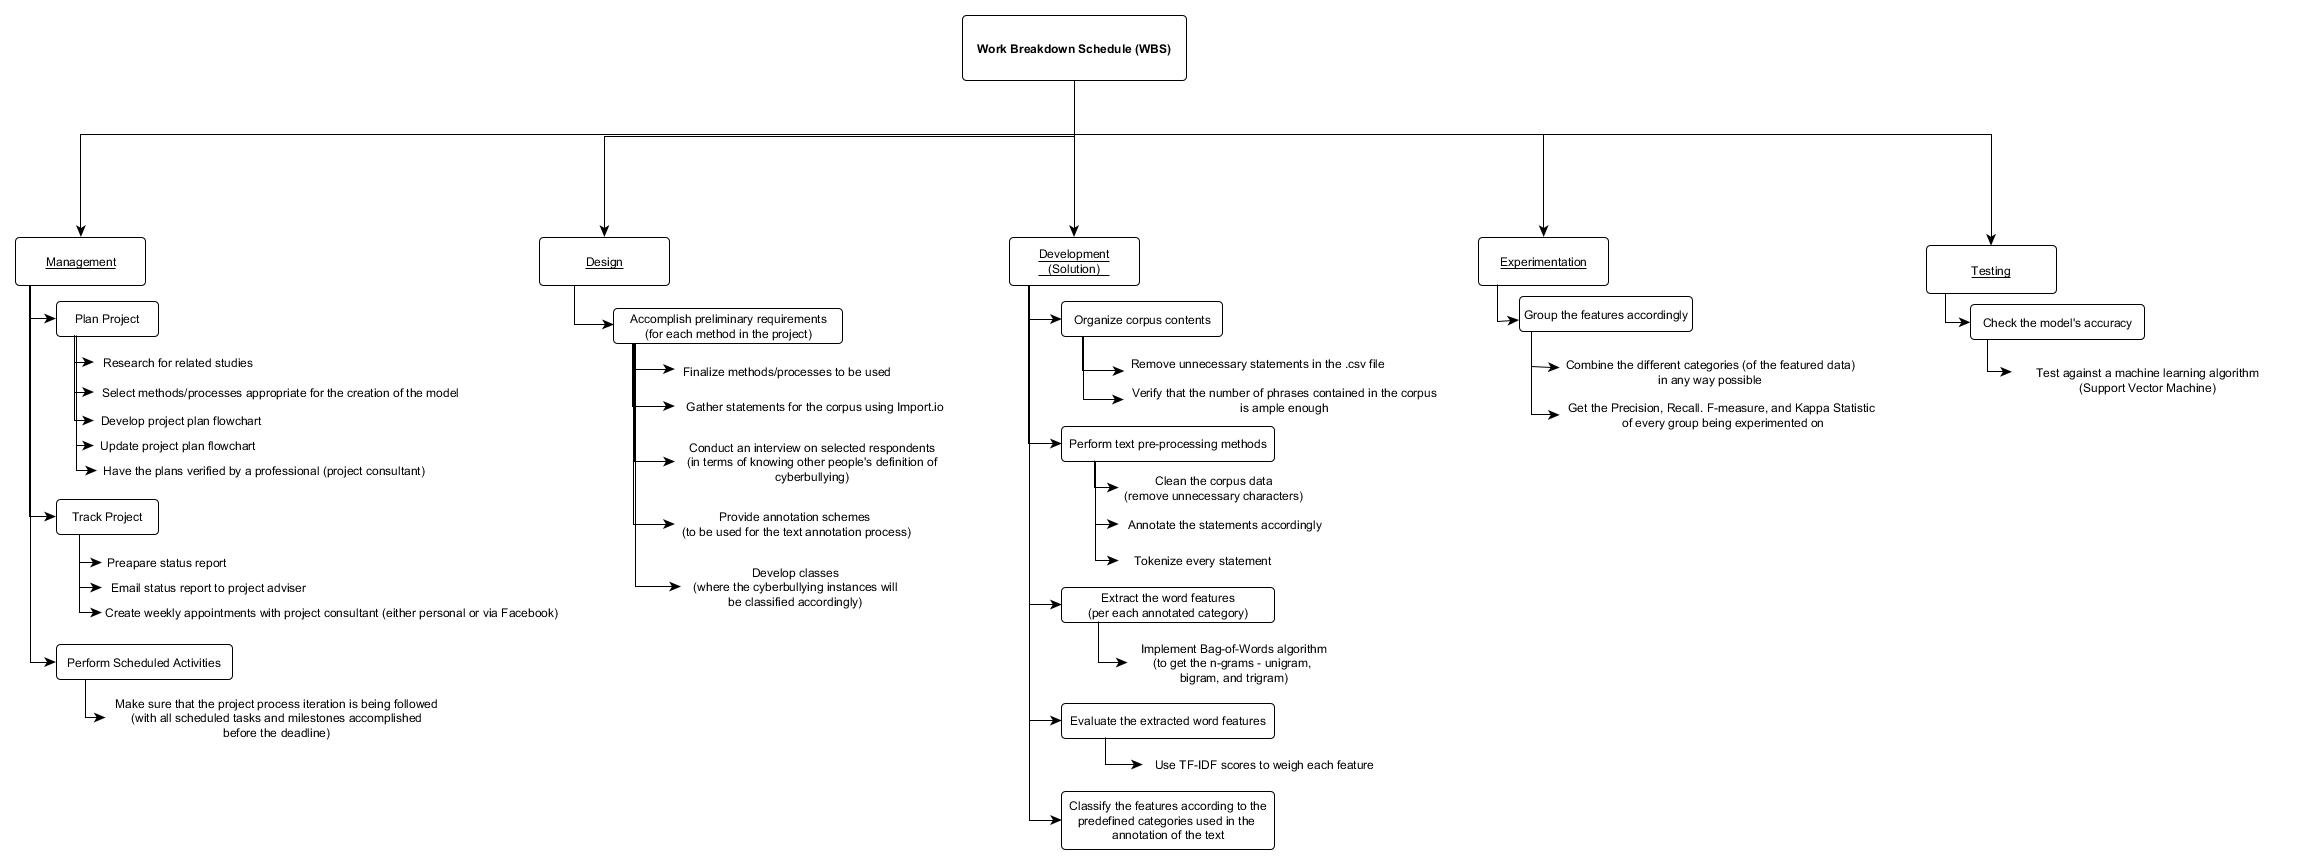 Work Breakdown Schedule (WBS)
Management
Plan Project
Research for related studies
Select methods/processes appropriate for the creation of the model
Develop project plan flowchart
Update project plan flowchart
Have the plans verified by a professional (project consultant)
Track Project
Preapare status report
Email status report to project adviser
Create weekly appointments with project consultant (either personal or via Facebook)
Perform Scheduled Activities
Make sure that the project process iteration is being followed
(with all scheduled tasks and milestones accomplished
before the deadline)
Design
Accomplish preliminary requirements
(for each method in the project)
Finalize methods/processes to be used
Gather statements for the corpus using Import.io
Conduct an interview on selected respondents
(in terms of knowing other people's definition of
cyberbullying)
Provide annotation schemes
(to be used for the text annotation process)
Develop classes
(where the cyberbullying instances will
be classified accordingly)
Development
(Solution)
Organize corpus contents
Remove unnecessary statements in the .csv file
Verify that the number of phrases contained in the corpus
is ample enough
Perform text pre-processing methods
Clean the corpus data
(remove unnecessary characters)
Annotate the statements accordingly
Tokenize every statement
Extract the word features
(per each annotated category)
Implement Bag-of-Words algorithm
(to get the n-grams - unigram,
bigram, and trigram)
Evaluate the extracted word features
Use TF-IDF scores to weigh each feature
Classify the features according to the
predefined categories used in the
annotation of the text
Experimentation
Group the features accordingly
Combine the different categories (of the featured data)
in any way possible
Get the Precision, Recall. F-measure, and Kappa Statistic
of every group being experimented on
Testing
Check the model's accuracy
Test against a machine learning algorithm
(Support Vector Machine)